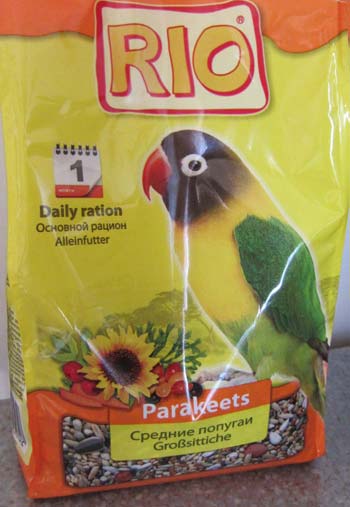 RIO
1
Daily ration
Основной рацион
Alleinfutter
Parakeets
Средние попугаи
Großsittiche